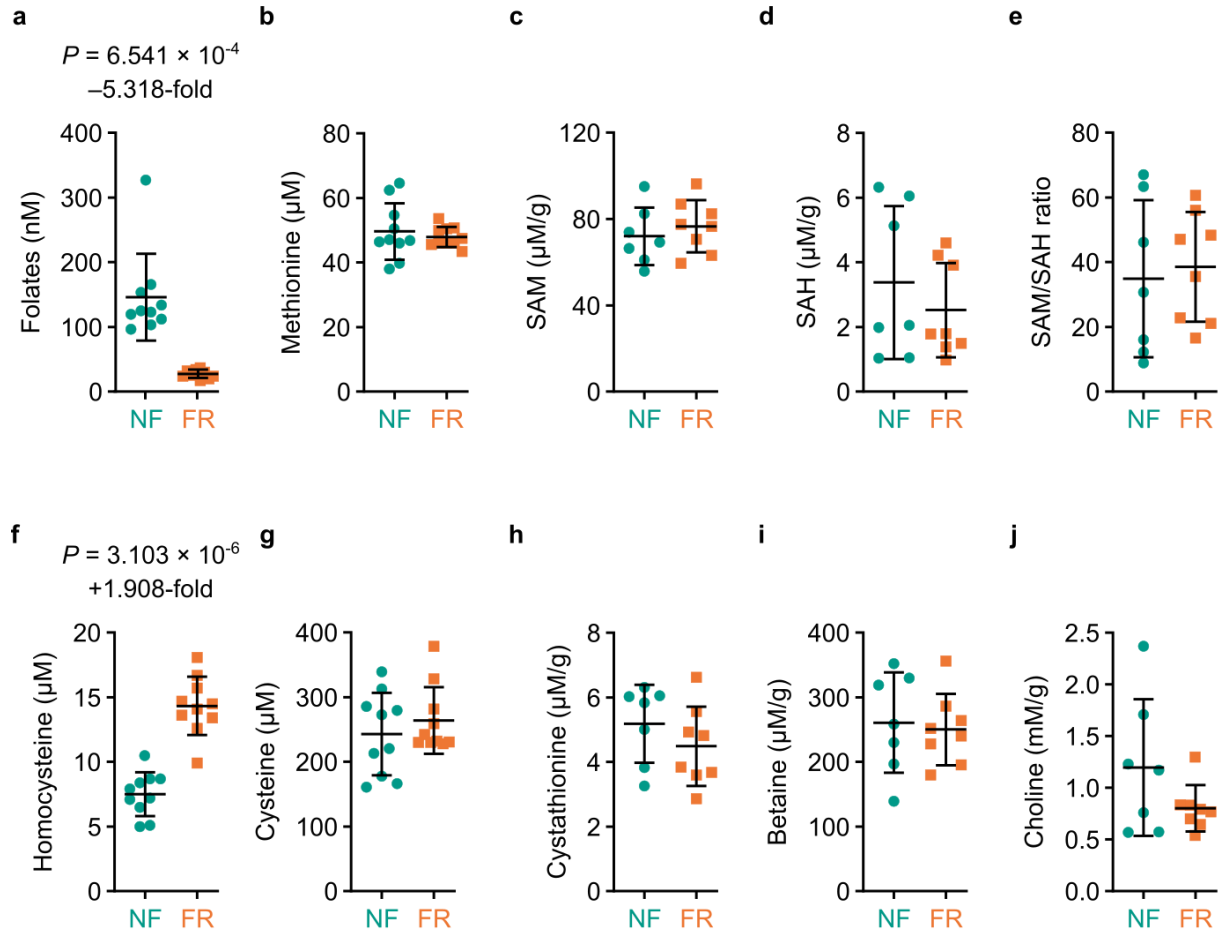 a
P = 6.541 × 10-4
–5.318-fold
Folates (nM)
400
300
200
100
0
NF FR
b
Methionine (µM)
80
60
40
20
0
NF FR
c
SAM (µM/g)
120
80
40
0
NF FR
d
SAH (µM/g)
8
6
4
2
0
NF FR
e
SAM/SAH ratio
80
60
40
20
0
NF FR
f
P = 3.103 × 10-6
+1.908-fold
Homocysteine (µM)
20
15
10
5
0
NF FR
g
Cysteine (µM)
400
300
200
100
0
NF FR
h
Cystathionine (µM/g)
8
6
4
2
0
NF FR
i
Betaine (µM/g)
400
300
200
100
0
NF FR
j
Choline (mM/g)
2.5
2.0
1.5
1.0
0.5
0.0
NF FR